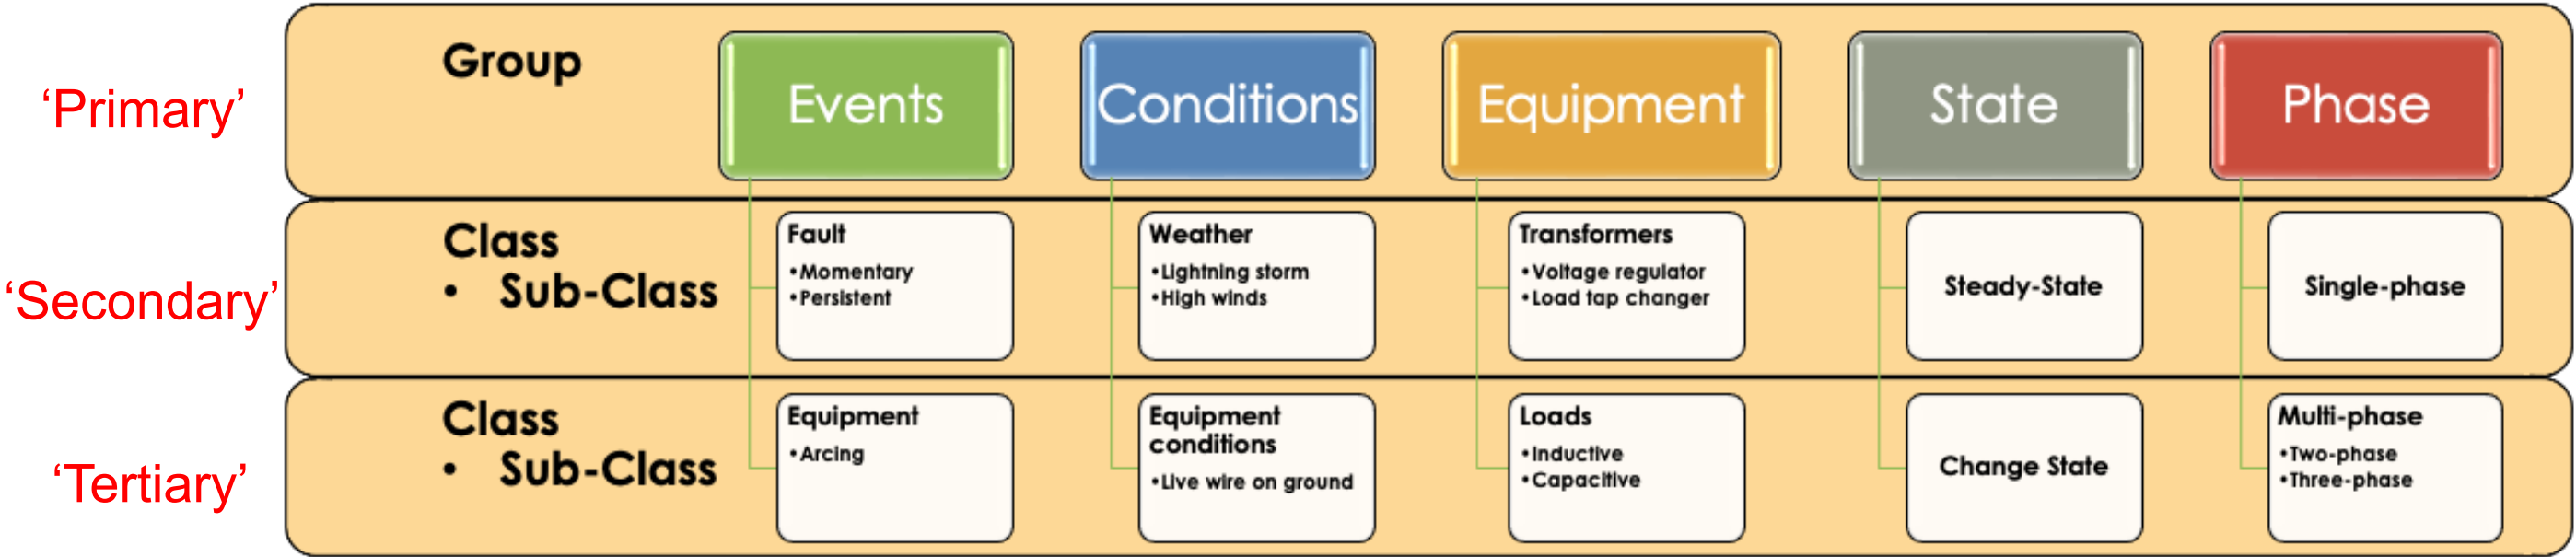 ‘Primary’
Group
Events
Conditions
Equipment
State
Phase
‘Secondary’
Class
• Sub-Class
Fault
•Momentary
•Persistent
Weather
•Lightning storm
•High winds
Transformers
•Voltage regulator
•Load tap changer
Steady-State
Single-phase
‘Tertiary’
Class
• Sub-Class
Equipment
•Arcing
Equipment
conditions
•Live wire on ground
Loads
•Inductive
•Capacitive
Change State
Multi-phase
•Two-phase
•Three-phase